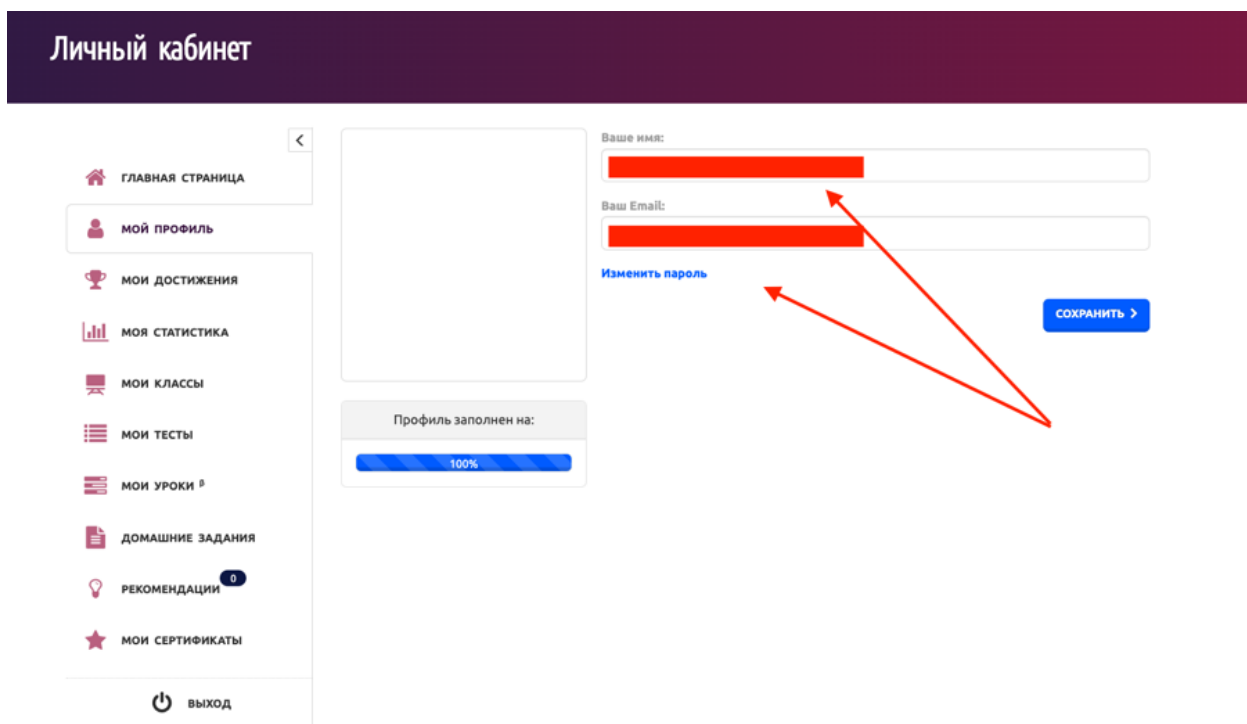 Личный кабинет
ГЛАВНАЯ СТРАНИЦА
МОЙ ПРОФИЛЬ
МОИ ДОСТИЖЕНИЯ
МОЯ СТАТИСТИКА
МОИ КЛАССЫ
МОИ ТЕСТЫ
МОИ УРОКИ β
ДОМАШНИЕ ЗАДАНИЯ
РЕКОМЕНДАЦИИ 0
МОИ СЕРТИФИКАТЫ
ВЫХОД
Профиль заполнен на:
100%
Ваше имя:
Ваш Email:
Изменить пароль
СОХРАНИТЬ